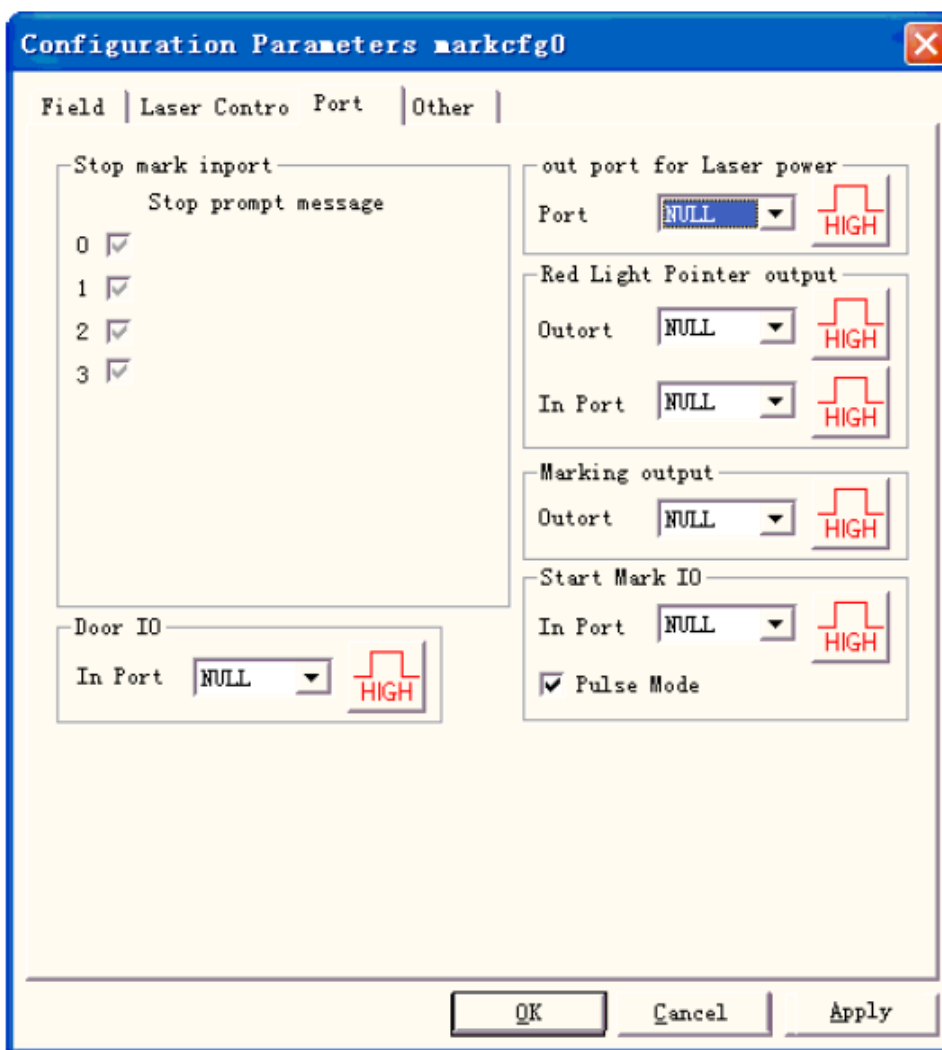 Configuration Parameters markcfg0
Field
Laser Contro
Port
Other
Stop mark inport
Stop prompt message
0
1
2
3
Door IO
In Port NULL HIGH
out port for Laser power
Port NULL HIGH
Red Light Pointer output
Outort NULL HIGH
In Port NULL HIGH
Marking output
Outort NULL HIGH
Start Mark IO
In Port NULL HIGH
Pulse Mode
OK
Cancel
Apply